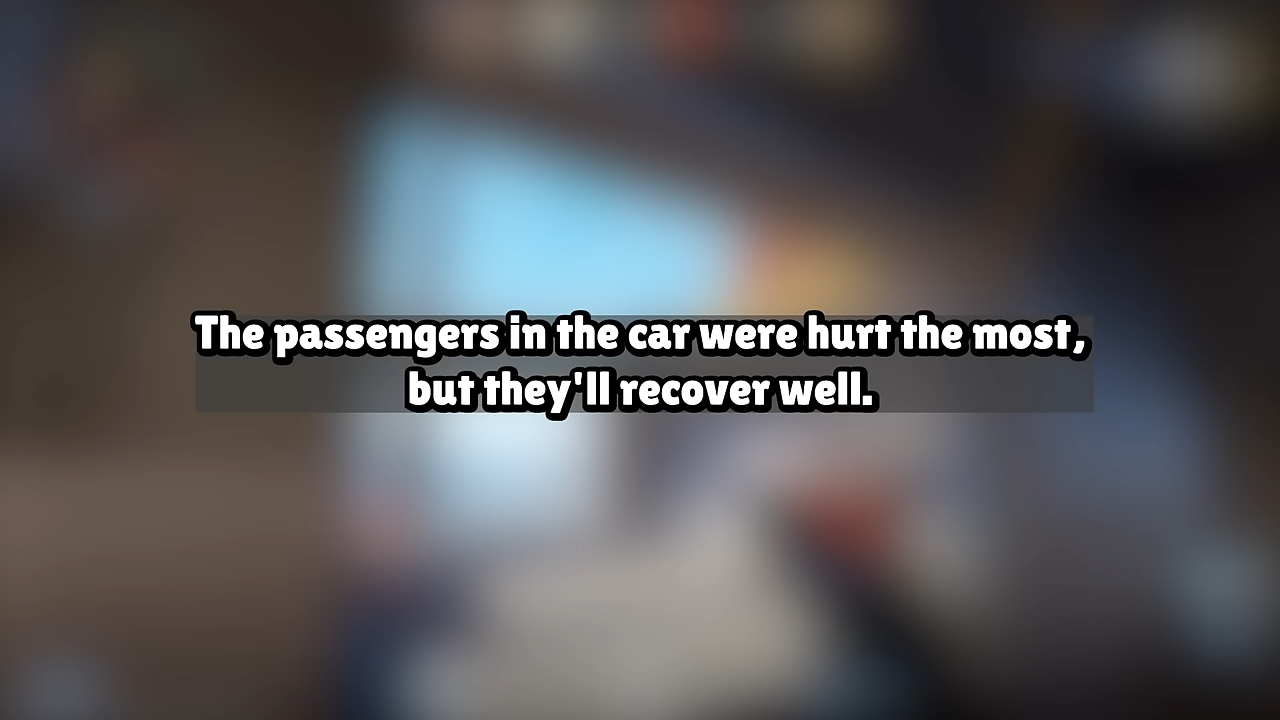 The passengers in the car were hurt the most,
but they'll recover well.